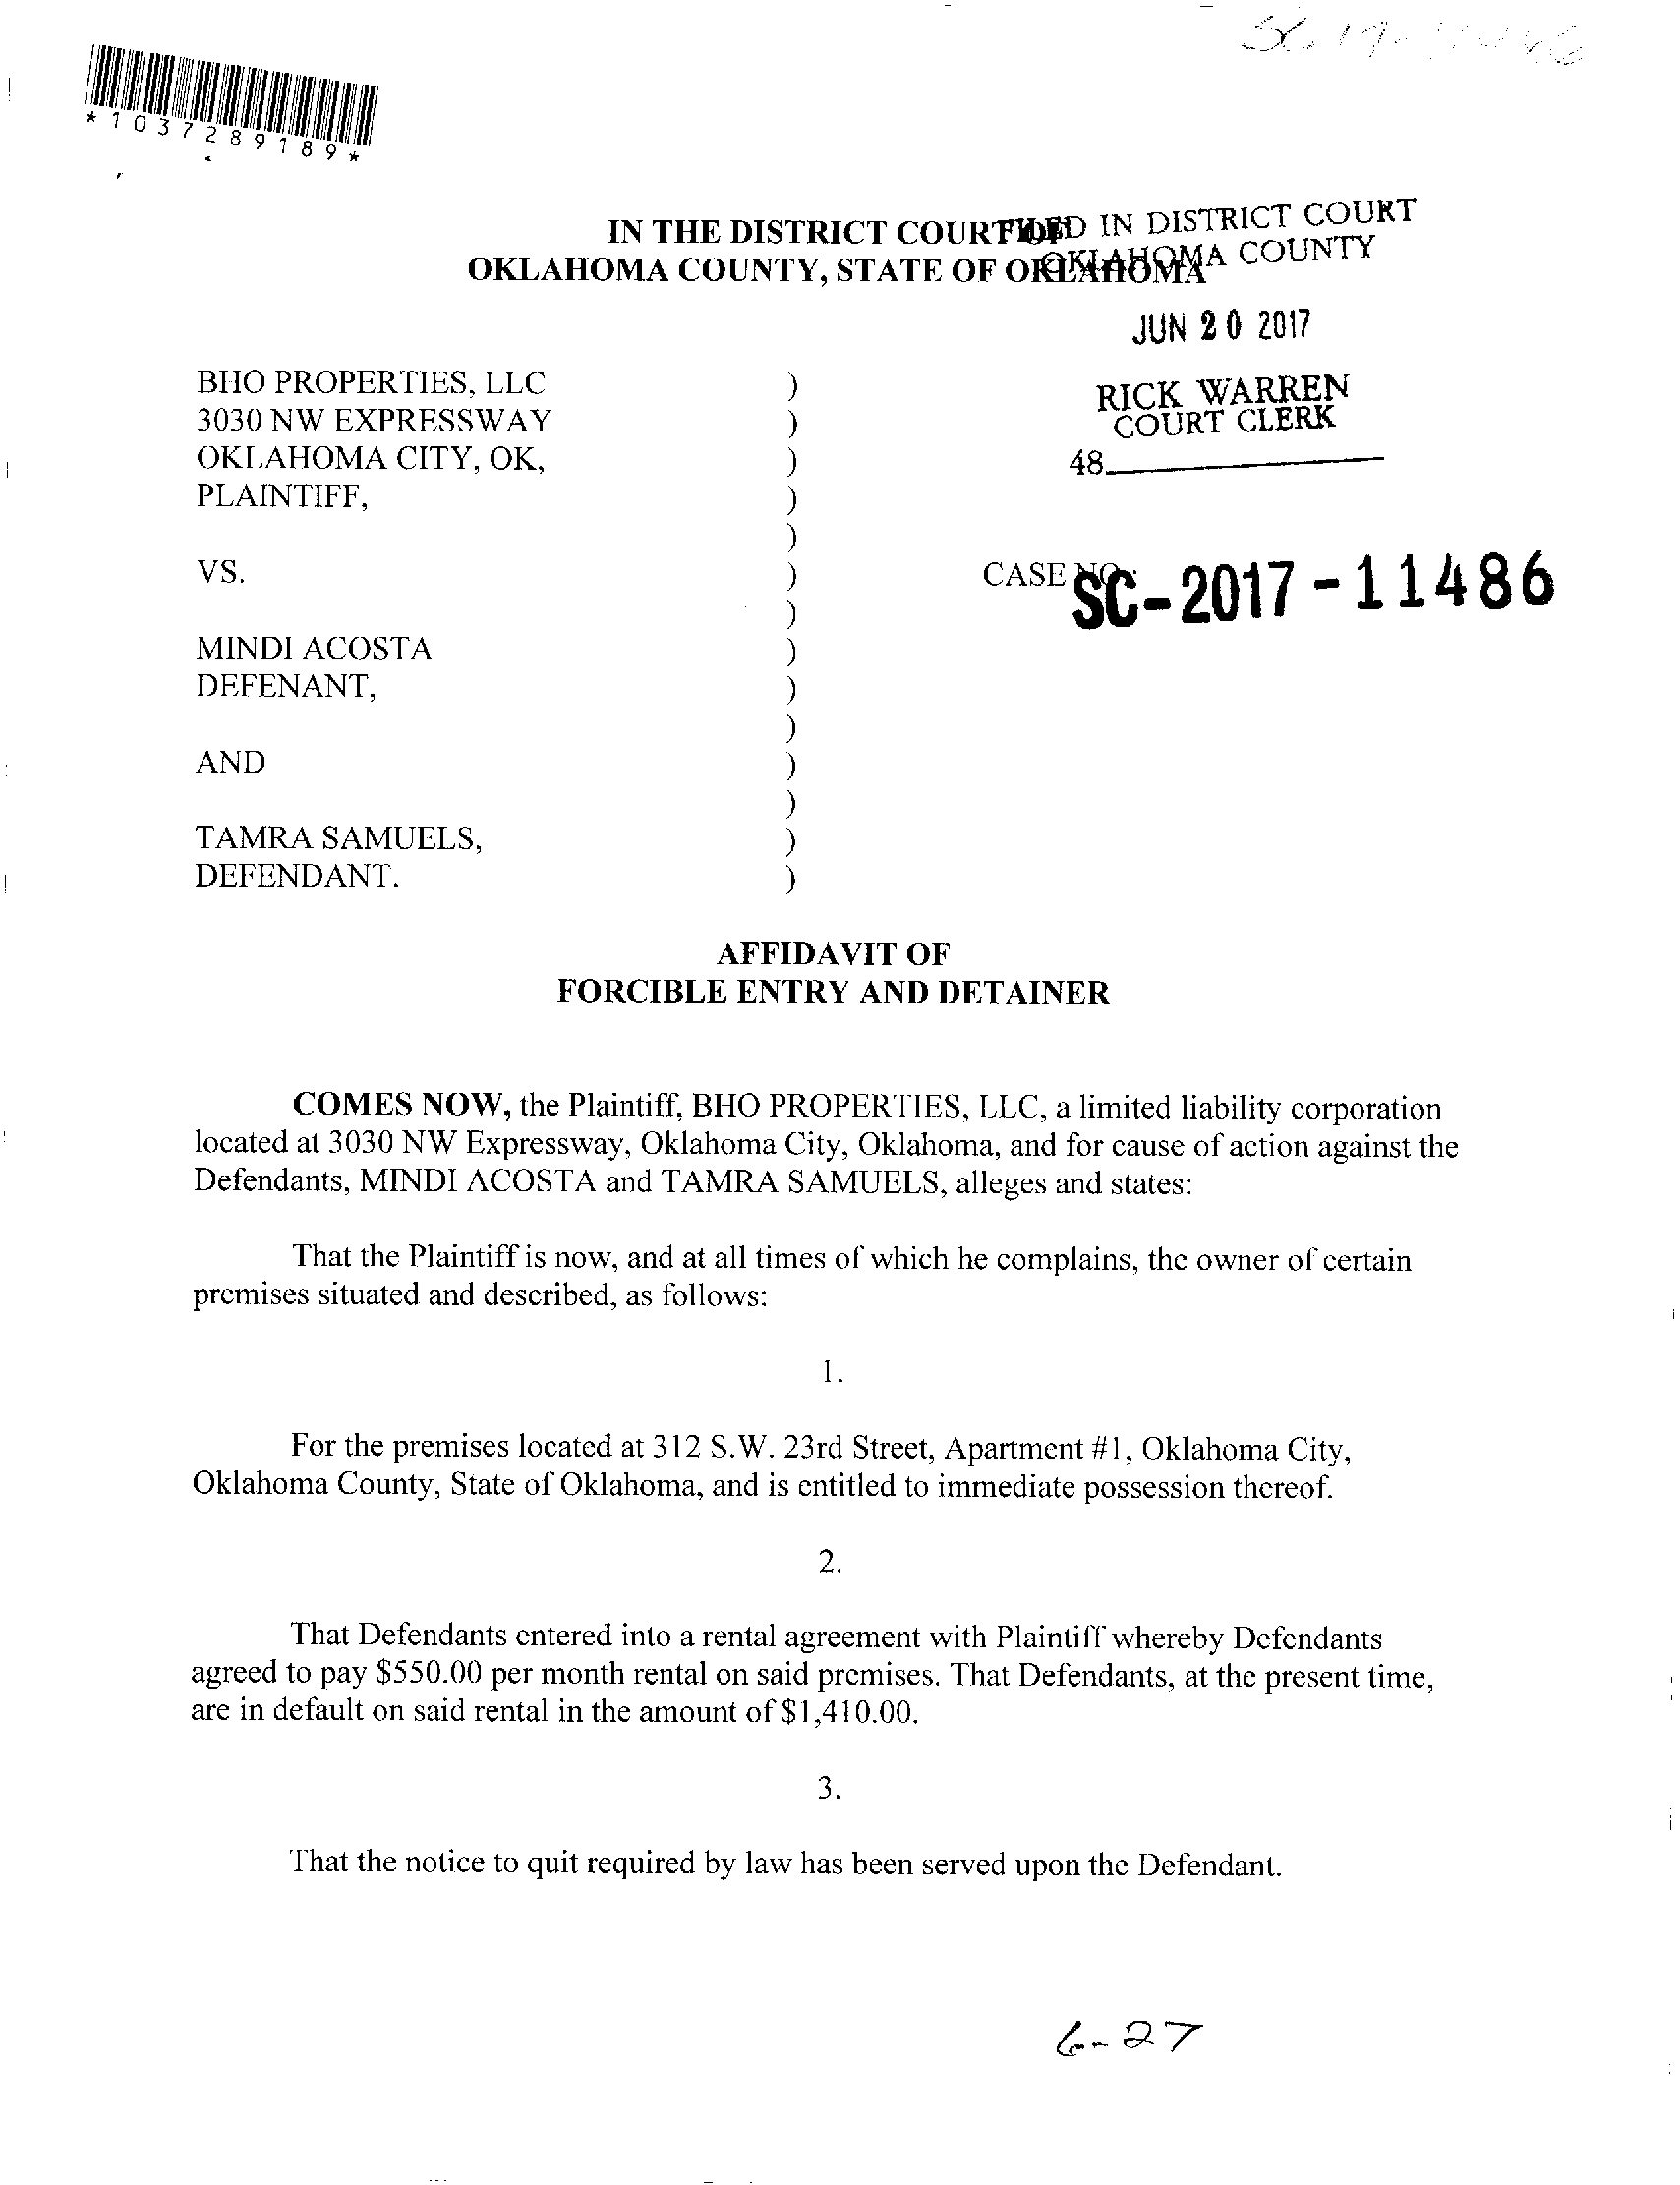 *1037289189*
IN THE DISTRICT COURT OF
OKLAHOMA COUNTY, STATE OF OKLAHOMA
FILED IN DISTRICT COURT
OKLAHOMA COUNTY
JUN 20 2017
RICK WARREN
COURT CLERK
48
BHO PROPERTIES, LLC )
3030 NW EXPRESSWAY )
OKLAHOMA CITY, OK, )
PLAINTIFF, )
)
VS. )
CASE NO.: SC-2017-11486
)
MINDI ACOSTA )
DEFENANT, )
)
AND )
)
TAMRA SAMUELS, )
DEFENDANT. )
AFFIDAVIT OF
FORCIBLE ENTRY AND DETAINER
COMES NOW, the Plaintiff, BHO PROPERTIES, LLC, a limited liability corporation
located at 3030 NW Expressway, Oklahoma City, Oklahoma, and for cause of action against the
Defendants, MINDI ACOSTA and TAMRA SAMUELS, alleges and states:
That the Plaintiff is now, and at all times of which he complains, the owner of certain
premises situated and described, as follows:
1.
For the premises located at 312 S.W. 23rd Street, Apartment #1, Oklahoma City,
Oklahoma County, State of Oklahoma, and is entitled to immediate possession thereof.
2.
That Defendants entered into a rental agreement with Plaintiff whereby Defendants
agreed to pay $550.00 per month rental on said premises. That Defendants, at the present time,
are in default on said rental in the amount of $1,410.00.
3.
That the notice to quit required by law has been served upon the Defendant.
6-27